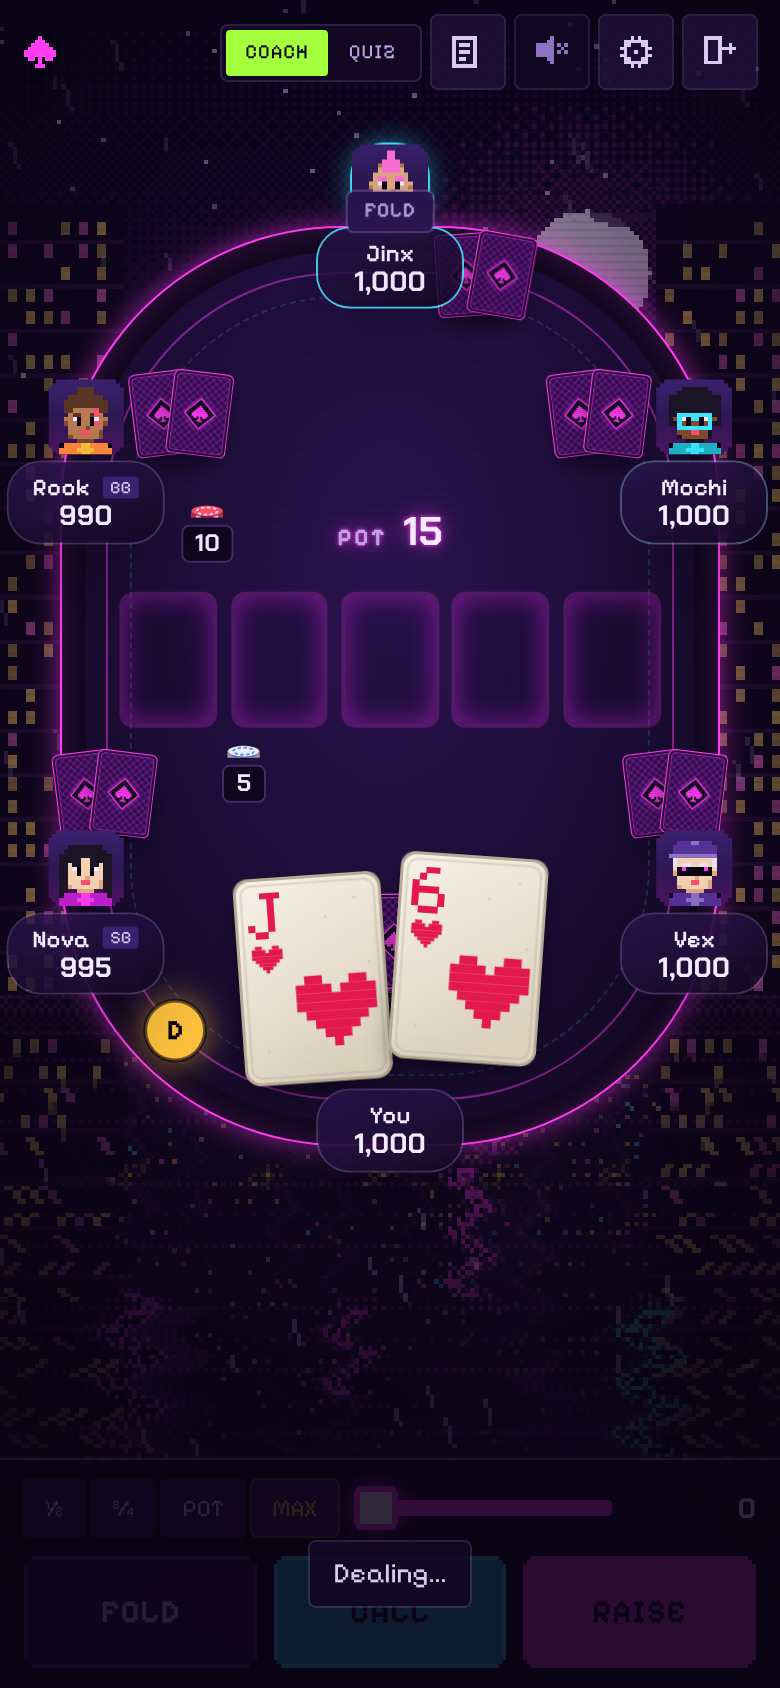 COACH QUIZ
FOLD
Jinx
1,000
Rook BB
990
Mochi
1,000
10
POT 15
5
J
6
Nova SB
995
Vex
1,000
D
You
1,000
1/2 3/4 POT MAX 0
Dealing...
FOLD CALL RAISE